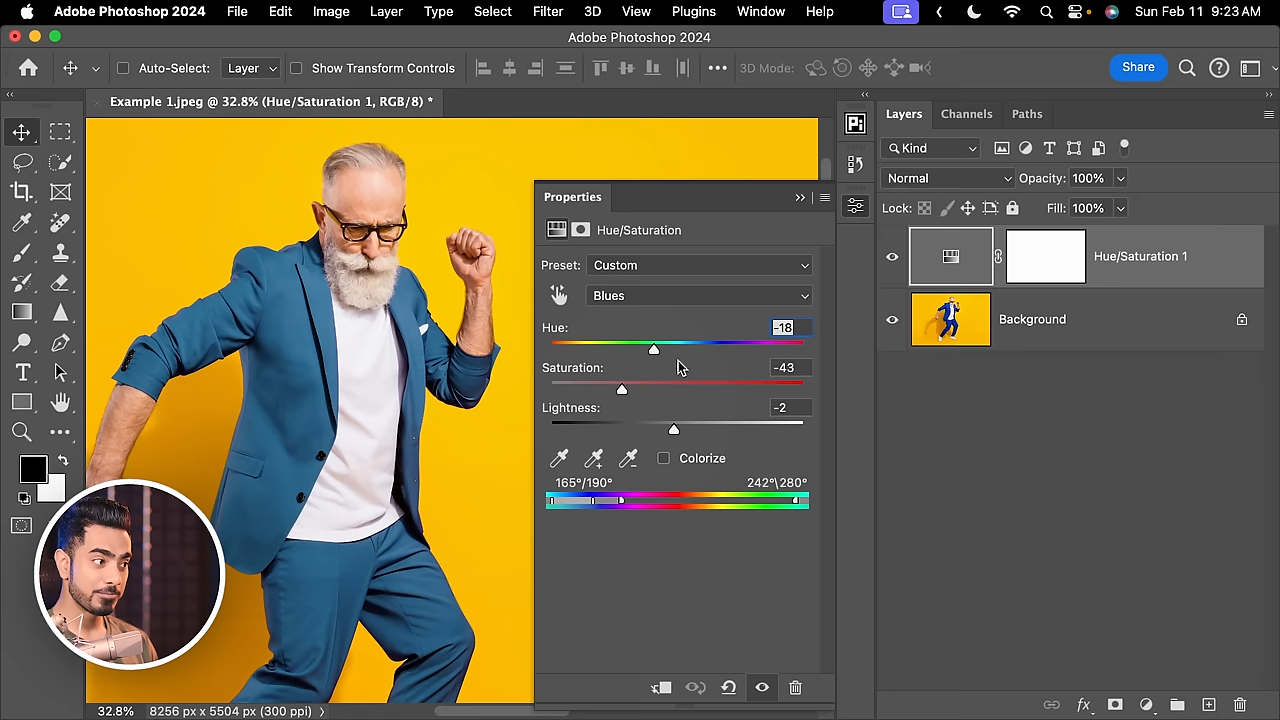 Adobe Photoshop 2024 File Edit Image Layer Type Select Filter 3D View Plugins Window Help Sun Feb 11 9:23 AM
Adobe Photoshop 2024
Auto-Select: Layer Show Transform Controls 3D Mode: Share
Example 1.jpeg @ 32.8% (Hue/Saturation 1, RGB/8) *
Layers Channels Paths
Kind
Normal Opacity: 100%
Lock: Fill: 100%
Properties
Hue/Saturation
Hue/Saturation 1
Preset: Custom
Blues
Hue: -18
Background
Saturation: -43
Lightness: -2
Colorize
165°/190° 242°\280°
32.8% 8256 px x 5504 px (300 ppi)